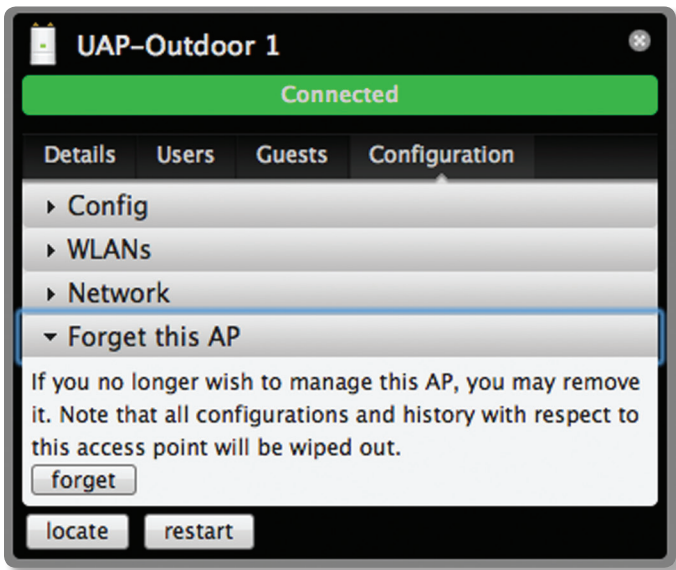 UAP-Outdoor 1
Connected
Details Users Guests Configuration
Config
WLANs
Network
Forget this AP
If you no longer wish to manage this AP, you may remove
it. Note that all configurations and history with respect to
this access point will be wiped out.
forget
locate restart